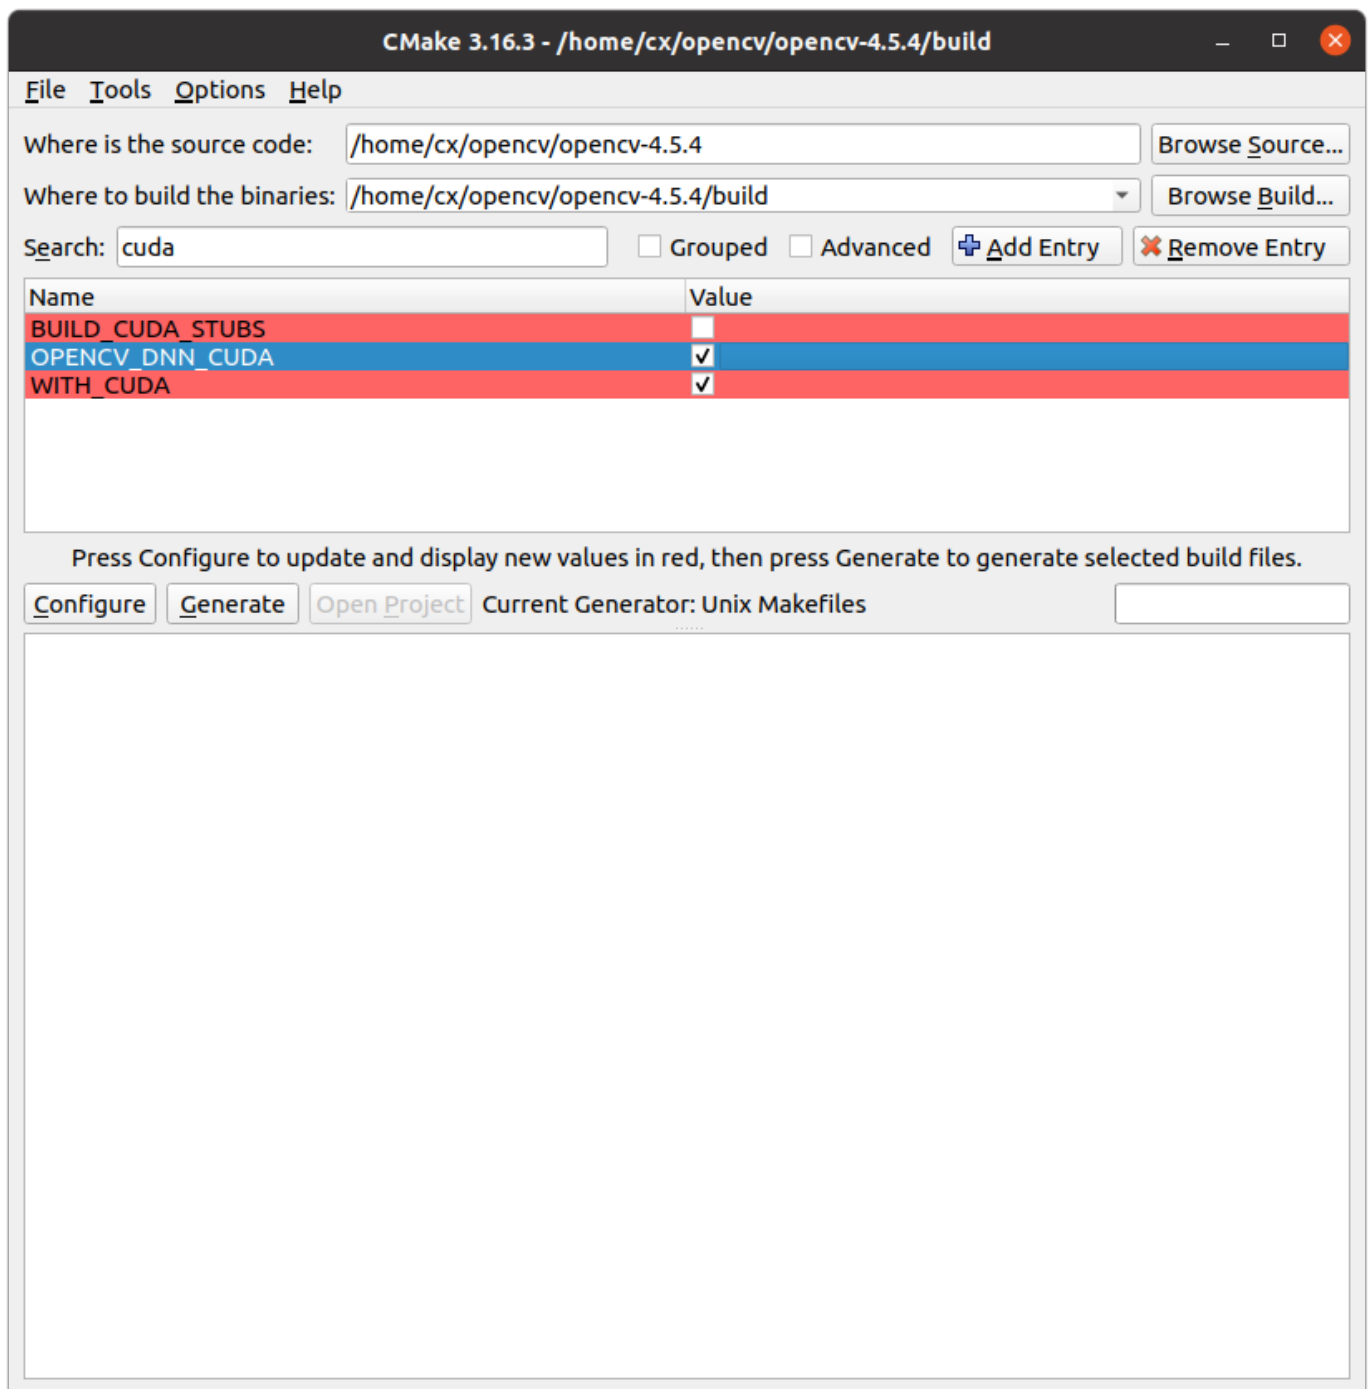 CMake 3.16.3 - /home/cx/opencv/opencv-4.5.4/build
File Tools Options Help
Where is the source code: /home/cx/opencv/opencv-4.5.4 Browse Source...
Where to build the binaries: /home/cx/opencv/opencv-4.5.4/build Browse Build...
Search: cuda Grouped Advanced Add Entry Remove Entry
Name Value
BUILD_CUDA_STUBS
OPENCV_DNN_CUDA
WITH_CUDA
Press Configure to update and display new values in red, then press Generate to generate selected build files.
Configure Generate Open Project Current Generator: Unix Makefiles